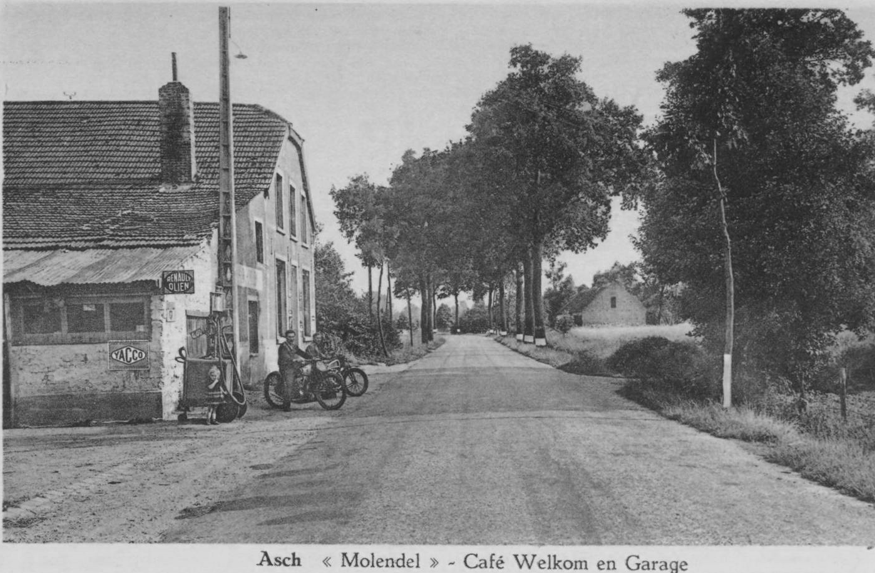 RENAULT
OLIEN
YACCO
Asch « Molendel » - Café Welkom en Garage